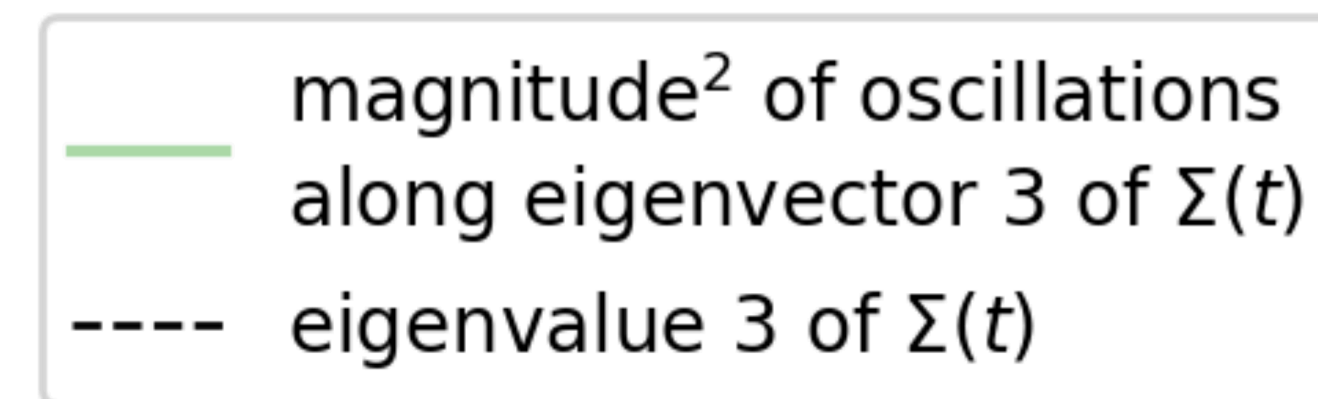 magnitude² of oscillations
along eigenvector 3 of Σ(t)
eigenvalue 3 of Σ(t)